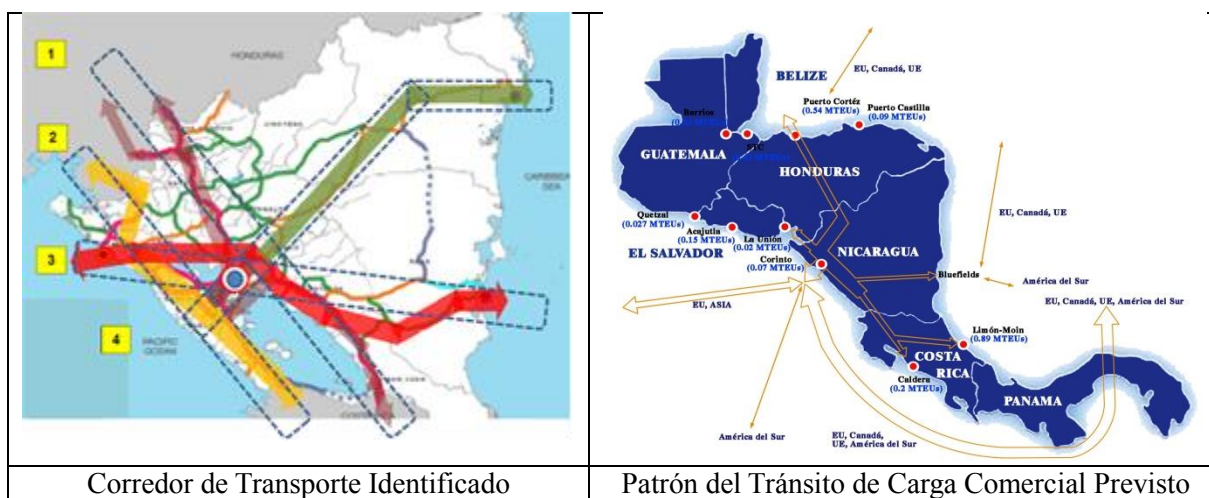 1
2
3
4
HONDURAS
CARIBBEAN
SEA
PACIFIC
OCEAN
EU, Canadá, UE
BELIZE
Puerto Cortéz
(0.54 MTEUs)
Puerto Castilla
(0.09 MTEUs)
Barrios
STC
GUATEMALA
HONDURAS
EU, Canadá, UE
Quetzal
(0.027 MTEUs)
Acajutla
(0.15 MTEUs)
La Unión
(0.02 MTEUs)
EL SALVADOR
Corinto
(0.07 MTEUs)
NICARAGUA
Bluefields
América del Sur
EU, ASIA
EU, Canadá, UE, América del Sur
Limón-Moin
(0.89 MTEUs)
COSTA
RICA
Caldera
(0.2 MTEUs)
PANAMA
América del Sur
EU, Canadá,
UE, América del Sur
Corredor de Transporte Identificado
Patrón del Tránsito de Carga Comercial Previsto